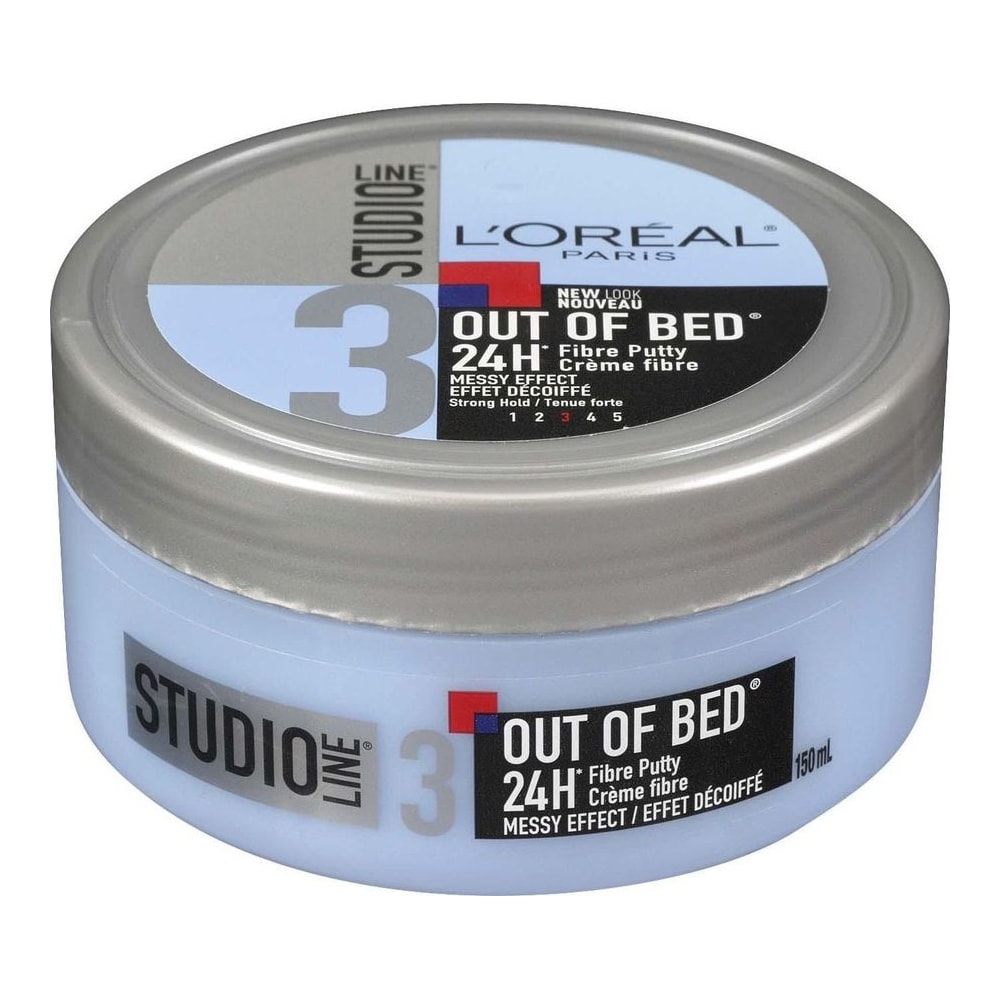 STUDIO
LINE®
L'ORÉAL®
PARIS
3
NEW LOOK
NOUVEAU
OUT OF BED®
24H* Fibre Putty
Crème fibre
MESSY EFFECT
EFFET DÉCOIFFÉ
Strong Hold / Tenue forte
1 2 3 4 5
STUDIO
LINE®
3
OUT OF BED®
24H* Fibre Putty
Crème fibre
MESSY EFFECT / EFFET DÉCOIFFÉ
150 mL